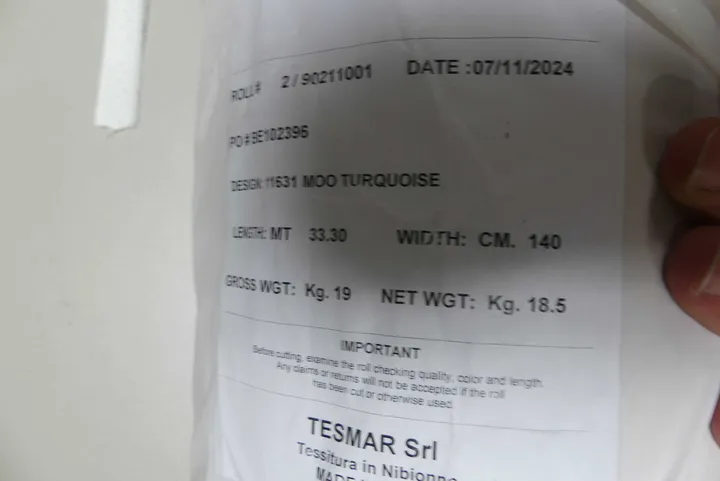 ROLL# 2 / 90211001 DATE :07/11/2024
PO # BE102396
DESIGN: 11631 MOO TURQUOISE
LENGTH: MT 33.30 WIDTH: CM. 140
GROSS WGT: Kg. 19 NET WGT: Kg. 18.5
IMPORTANT
Before cutting, examine the roll checking quality, color and length.
Any claims or returns will not be accepted if the roll
has been cut or otherwise used.
TESMAR Srl
Tessitura in Nibionno
MADE